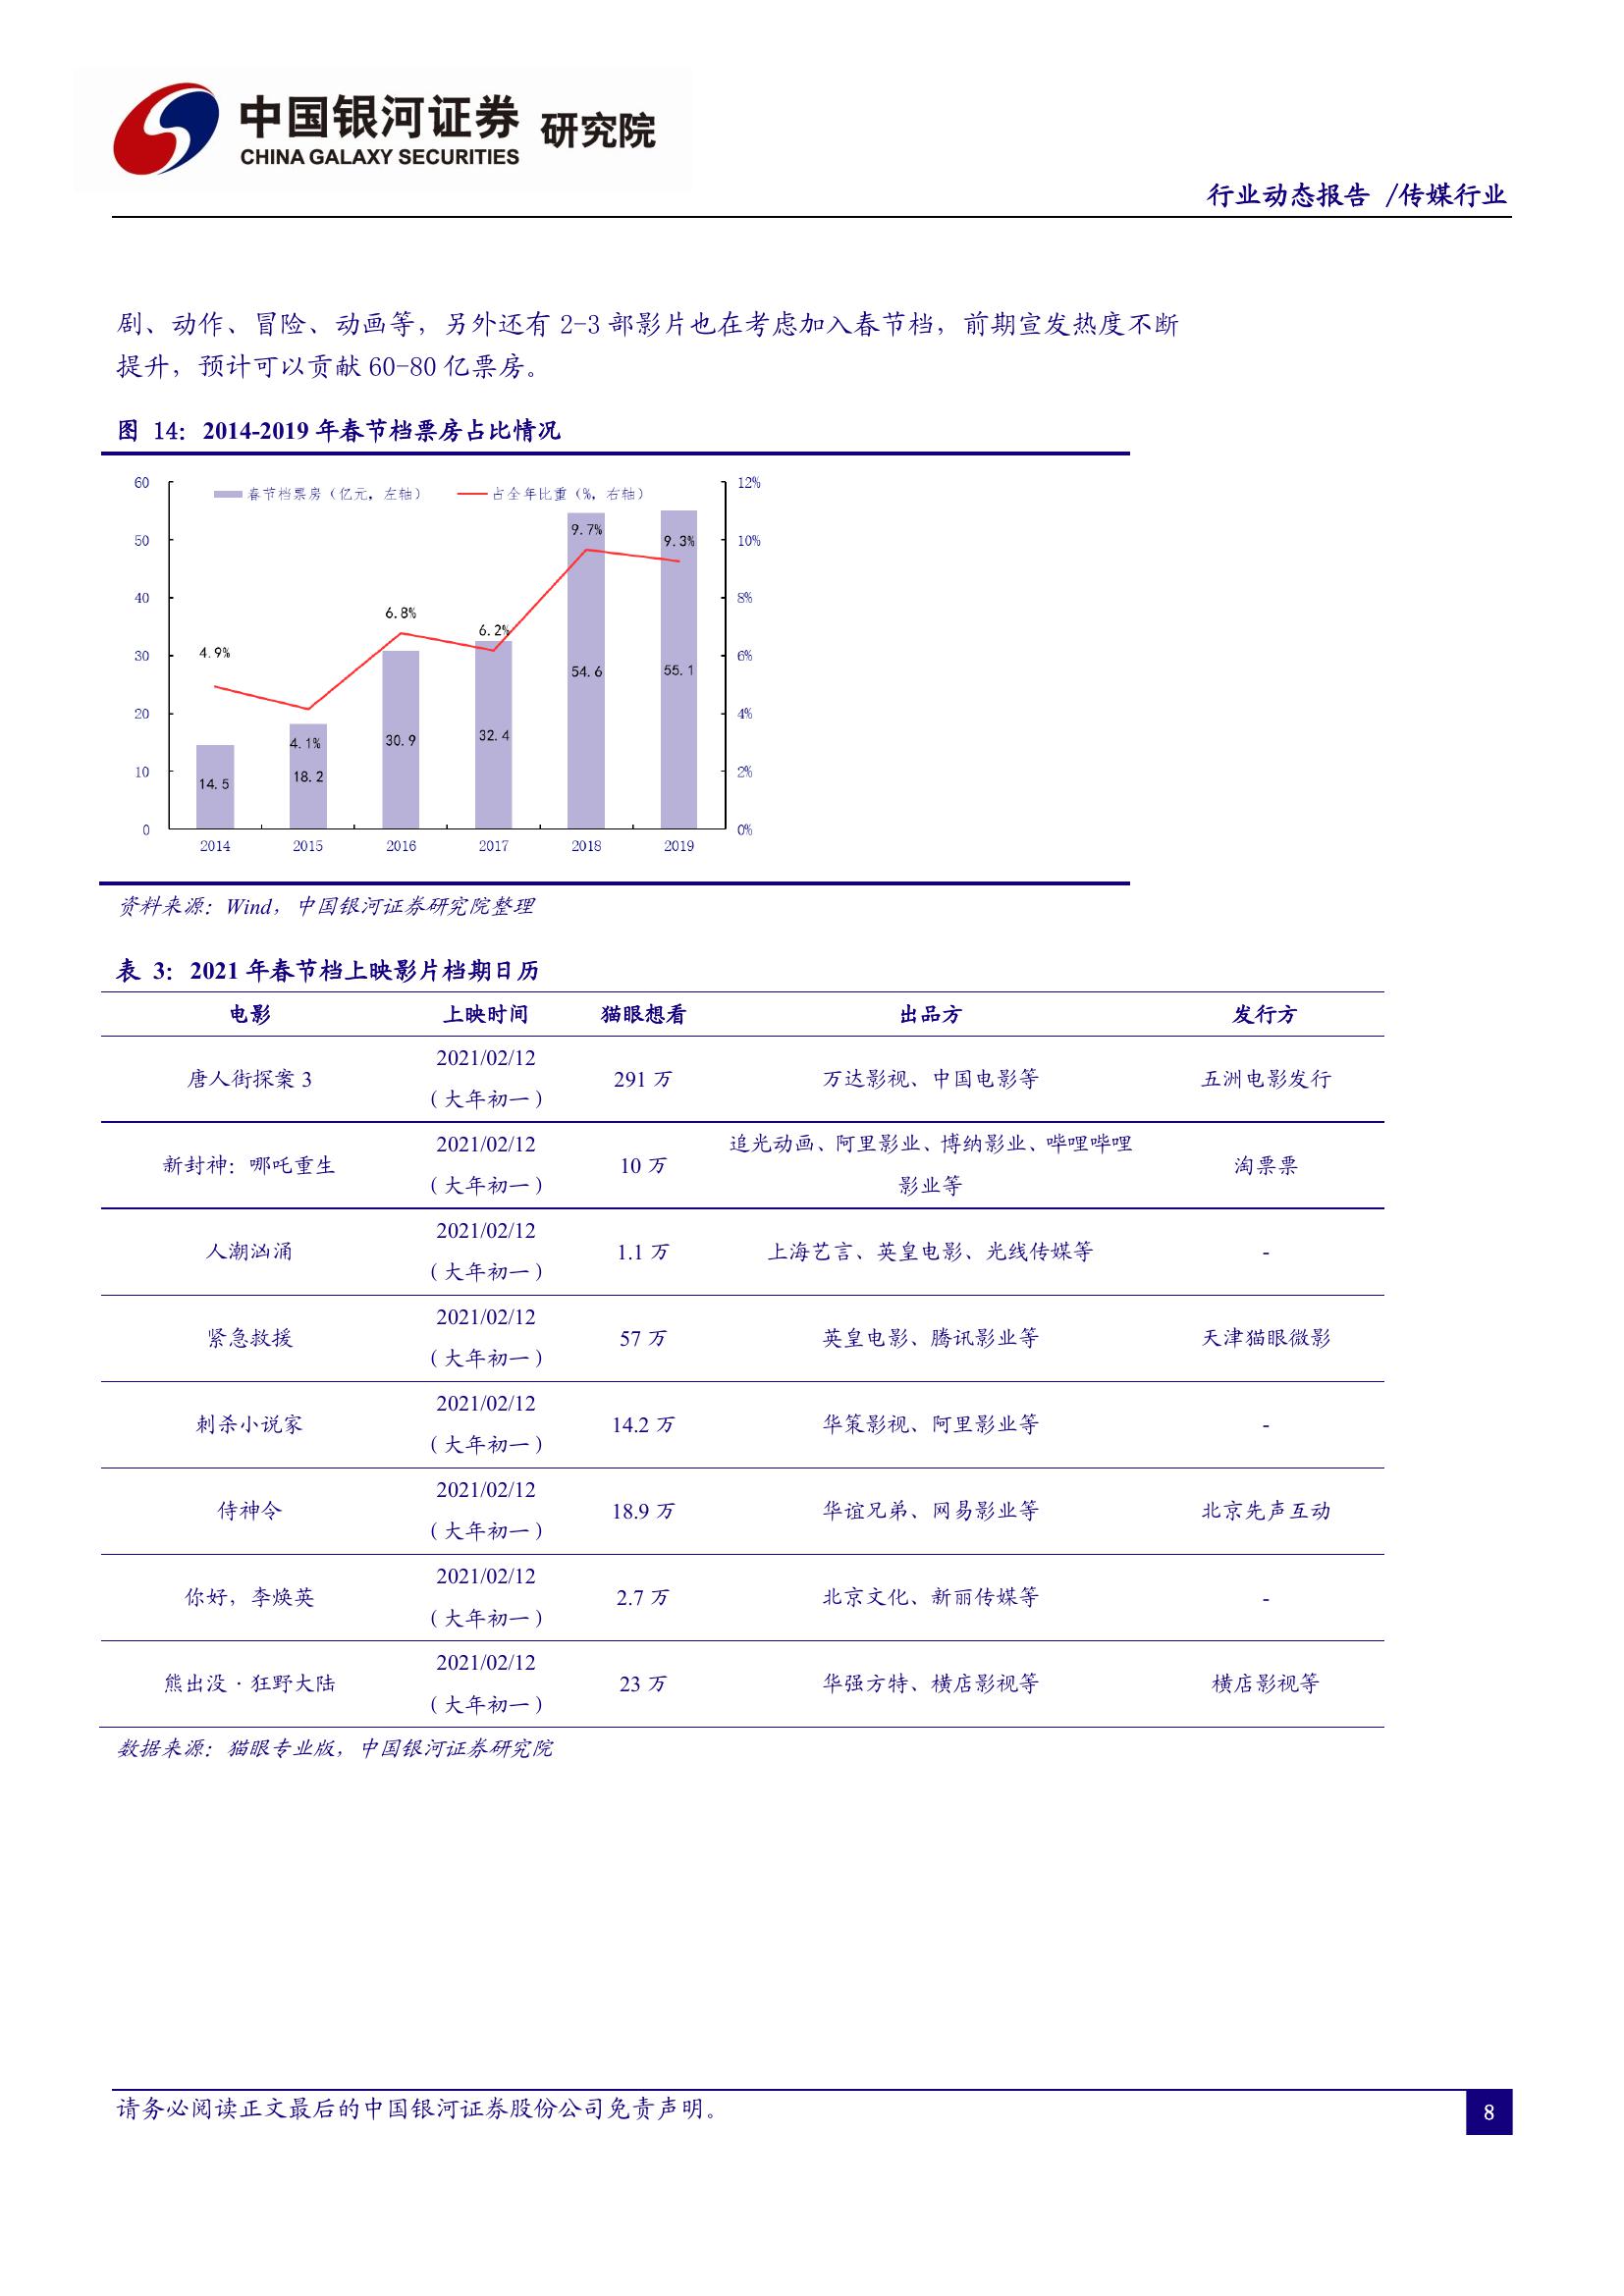 中国银河证券 研究院
CHINA GALAXY SECURITIES
行业动态报告 /传媒行业
剧、动作、冒险、动画等，另外还有 2-3 部影片也在考虑加入春节档，前期宣发热度不断
提升，预计可以贡献 60-80 亿票房。
图 14：2014-2019 年春节档票房占比情况
春节档票房（亿元，左轴） 占全年比重（%，右轴）
60 12%
50 10%
40 8%
30 6%
20 4%
10 2%
0 0%
4.9% 4.1% 6.8% 6.2% 9.7% 9.3%
14.5 18.2 30.9 32.4 54.6 55.1
2014 2015 2016 2017 2018 2019
资料来源：Wind，中国银河证券研究院整理
表 3：2021 年春节档上映影片档期日历
电影 上映时间 猫眼想看 出品方 发行方
2021/02/12
唐人街探案 3 291 万 万达影视、中国电影等 五洲电影发行
（大年初一）
2021/02/12 追光动画、阿里影业、博纳影业、哔哩哔哩
新封神：哪吒重生 10 万 淘票票
（大年初一） 影业等
2021/02/12
人潮汹涌 1.1 万 上海艺言、英皇电影、光线传媒等 -
（大年初一）
2021/02/12
紧急救援 57 万 英皇电影、腾讯影业等 天津猫眼微影
（大年初一）
2021/02/12
刺杀小说家 14.2 万 华策影视、阿里影业等 -
（大年初一）
2021/02/12
侍神令 18.9 万 华谊兄弟、网易影业等 北京先声互动
（大年初一）
2021/02/12
你好，李焕英 2.7 万 北京文化、新丽传媒等 -
（大年初一）
2021/02/12
熊出没·狂野大陆 23 万 华强方特、横店影视等 横店影视等
（大年初一）
数据来源：猫眼专业版，中国银河证券研究院
请务必阅读正文最后的中国银河证券股份公司免责声明。
8